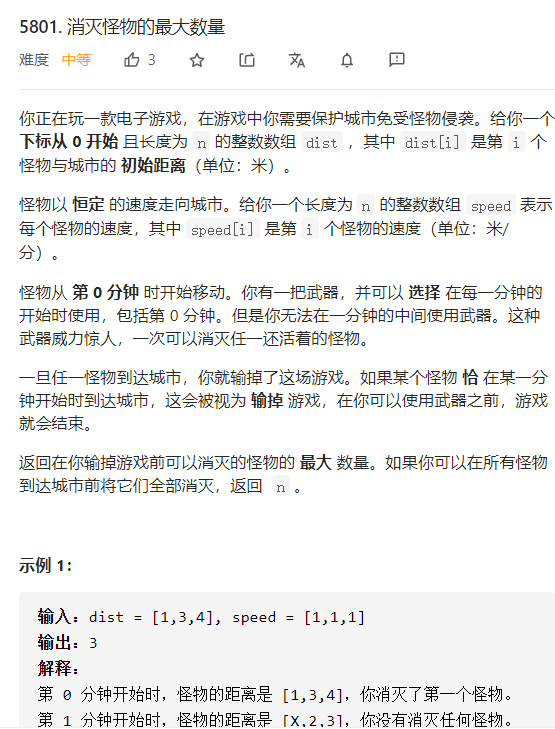 5801. 消灭怪物的最大数量
难度 中等 3
你正在玩一款电子游戏，在游戏中你需要保护城市免受怪物侵袭。给你一个
下标从 0 开始 且长度为 n 的整数数组 dist ，其中 dist[i] 是第 i 个
怪物与城市的 初始距离（单位：米）。
怪物以 恒定 的速度走向城市。给你一个长度为 n 的整数数组 speed 表示
每个怪物的速度，其中 speed[i] 是第 i 个怪物的速度（单位：米/
分）。
怪物从 第 0 分钟 时开始移动。你有一把武器，并可以 选择 在每一分钟的
开始时使用，包括第 0 分钟。但是你无法在一分钟的中间使用武器。这种
武器威力惊人，一次可以消灭任一还活着的怪物。
一旦任一怪物到达城市，你就输掉了这场游戏。如果某个怪物 恰 在某一分
钟开始时到达城市，这会被视为 输掉 游戏，在你可以使用武器之前，游戏
就会结束。
返回在你输掉游戏前可以消灭的怪物的 最大 数量。如果你可以在所有怪物
到达城市前将它们全部消灭，返回 n 。
示例 1：
输入：dist = [1,3,4], speed = [1,1,1]
输出：3
解释：
第 0 分钟开始时，怪物的距离是 [1,3,4]，你消灭了第一个怪物。
第 1 分钟开始时，怪物的距离是 [X,2,3]，你没有消灭任何怪物。